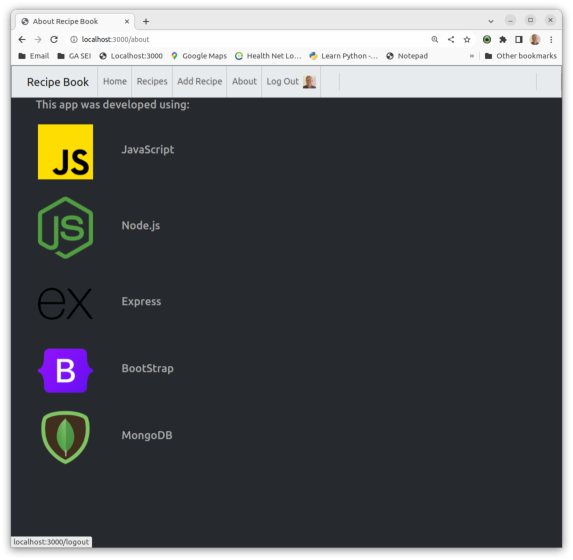 About Recipe Book
localhost:3000/about
Email GA SEI Localhost:3000 Google Maps Health Net Lo... Learn Python -... Notepad » Other bookmarks
Recipe Book Home Recipes Add Recipe About Log Out
This app was developed using:
JS JavaScript
JS Node.js
ex Express
B BootStrap
MongoDB
localhost:3000/logout